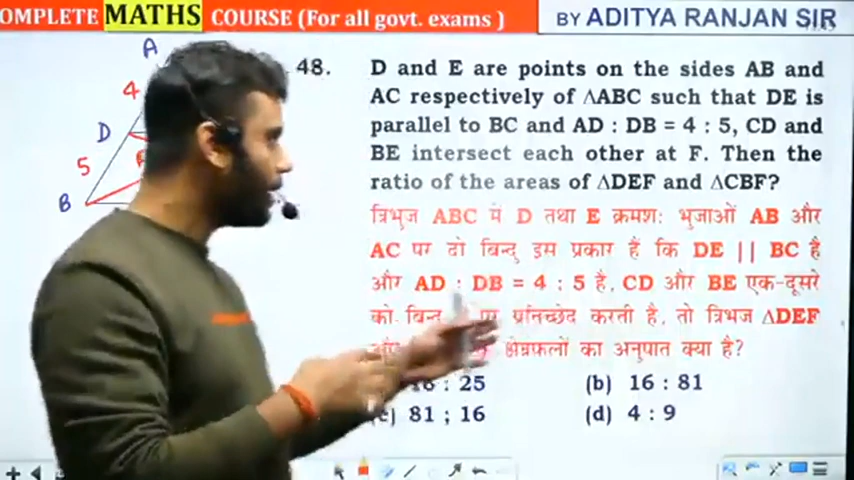 OMPLETE MATHS COURSE (For all govt. exams )
BY ADITYA RANJAN SIR
A
4
D
5
B
48. D and E are points on the sides AB and
AC respectively of ΔABC such that DE is
parallel to BC and AD : DB = 4 : 5, CD and
BE intersect each other at F. Then the
ratio of the areas of ΔDEF and ΔCBF?
त्रिभुज ABC में D तथा E क्रमशः भुजाओं AB और
AC पर दो बिन्दु इस प्रकार हैं कि DE || BC है
और AD : DB = 4 : 5 है, CD और BE एक-दूसरे
को पर प्रतिच्छेद करती है, तो त्रिभुज ΔDEF
क्षेत्रफलों का अनुपात क्या है?
: 25
(b) 16 : 81
81 ; 16
(d) 4 : 9